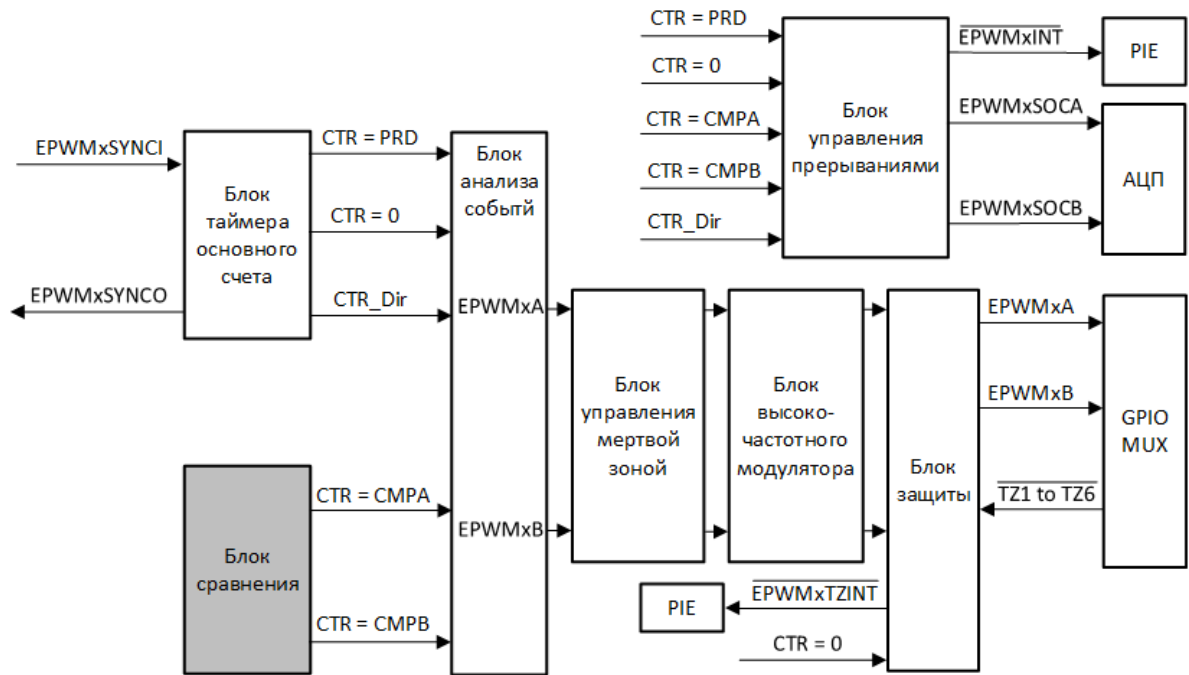 EPWMxSYNCI
EPWMxSYNCO
Блок
таймера
основного
счета
CTR = PRD
CTR = 0
CTR_Dir
Блок
сравнения
CTR = CMPA
CTR = CMPB
Блок
анализа
событй
EPWMxA
EPWMxB
Блок
управления
мертвой
зоной
Блок
высоко-
частотного
модулятора
CTR = PRD
CTR = 0
CTR = CMPA
CTR = CMPB
CTR_Dir
Блок
управления
прерываниями
EPWMxINT
EPWMxSOCA
EPWMxSOCB
PIE
АЦП
Блок
защиты
EPWMxA
EPWMxB
TZ1 to TZ6
GPIO
MUX
EPWMxTZINT
PIE
CTR = 0